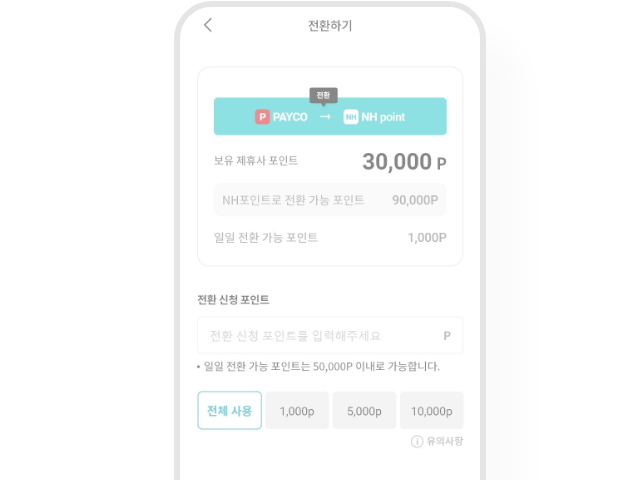 전환하기
전환
P PAYCO → NH NH point
보유 제휴사 포인트 30,000 P
NH포인트로 전환 가능 포인트 90,000P
일일 전환 가능 포인트 1,000P
전환 신청 포인트
전환 신청 포인트를 입력해주세요 P
• 일일 전환 가능 포인트는 50,000P 이내로 가능합니다.
전체 사용 1,000p 5,000p 10,000p
유의사항